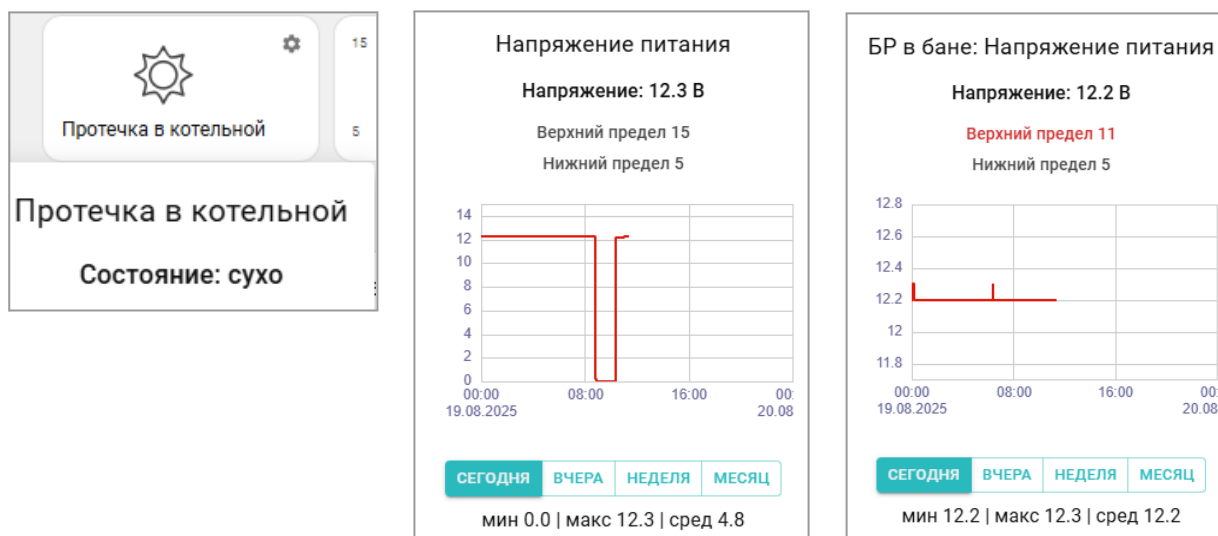 15
Протечка в котельной
5
Протечка в котельной
Состояние: сухо
Напряжение питания
Напряжение: 12.3 В
Верхний предел 15
Нижний предел 5
14
12
10
8
6
4
2
0
00:00 08:00 16:00 00:
19.08.2025 20.08
СЕГОДНЯ ВЧЕРА НЕДЕЛЯ МЕСЯЦ
мин 0.0 | макс 12.3 | сред 4.8
БР в бане: Напряжение питания
Напряжение: 12.2 В
Верхний предел 11
Нижний предел 5
12.8
12.6
12.4
12.2
12
11.8
00:00 08:00 16:00 00:
19.08.2025 20.08
СЕГОДНЯ ВЧЕРА НЕДЕЛЯ МЕСЯЦ
мин 12.2 | макс 12.3 | сред 12.2